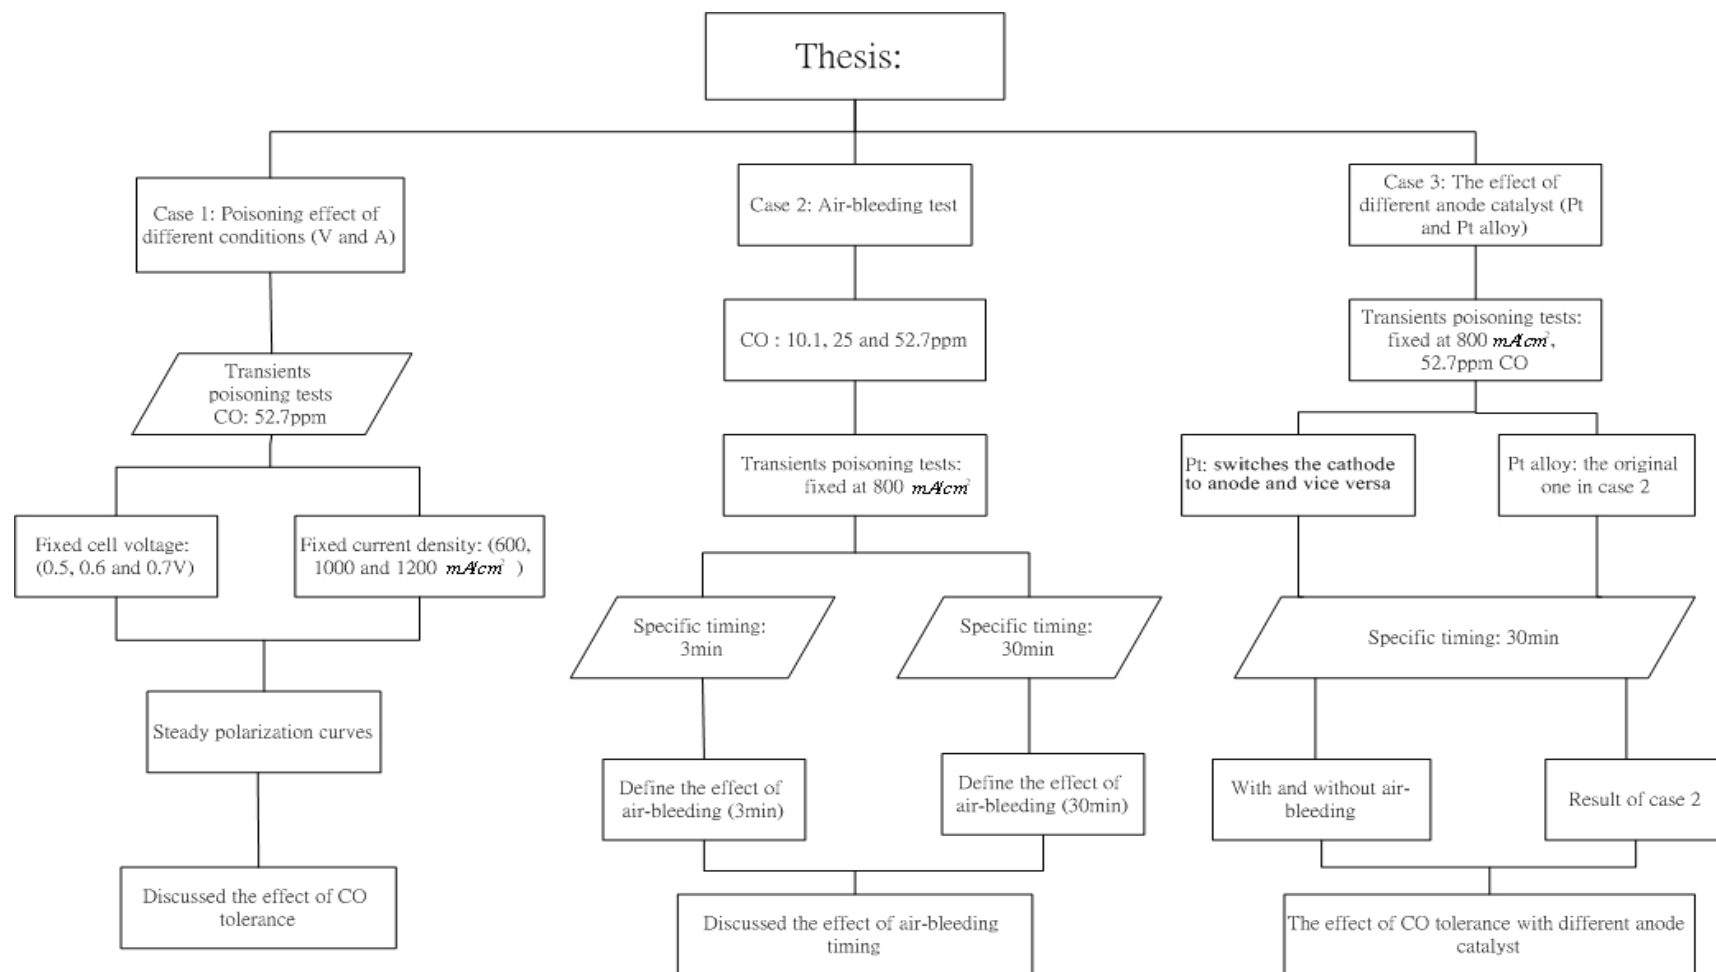 Thesis:
Case 1: Poisoning effect of
different conditions (V and A)
Transients
poisoning tests
CO: 52.7ppm
Fixed cell voltage:
(0.5, 0.6 and 0.7V)
Fixed current density: (600,
1000 and 1200 mA/cm² )
Steady polarization curves
Discussed the effect of CO
tolerance
Case 2: Air-bleeding test
CO : 10.1, 25 and 52.7ppm
Transients poisoning tests:
fixed at 800 mA/cm²
Specific timing:
3min
Specific timing:
30min
Define the effect of
air-bleeding (3min)
Define the effect of
air-bleeding (30min)
Discussed the effect of air-bleeding
timing
Case 3: The effect of
different anode catalyst (Pt
and Pt alloy)
Transients poisoning tests:
fixed at 800 mA/cm²,
52.7ppm CO
Pt: switches the cathode
to anode and vice versa
Pt alloy: the original
one in case 2
Specific timing: 30min
With and without air-
bleeding
Result of case 2
The effect of CO tolerance with different anode
catalyst